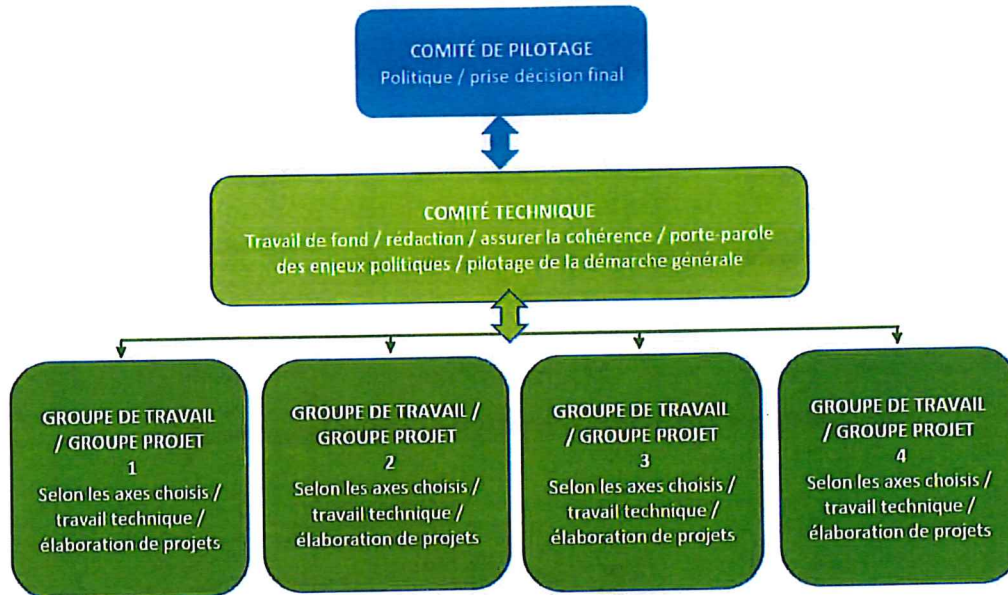 COMITÉ DE PILOTAGE
Politique / prise décision final
COMITÉ TECHNIQUE
Travail de fond / rédaction / assurer la cohérence / porte-parole
des enjeux politiques / pilotage de la démarche générale
GROUPE DE TRAVAIL
/ GROUPE PROJET
1
Selon les axes choisis /
travail technique /
élaboration de projets
GROUPE DE TRAVAIL /
GROUPE PROJET
2
Selon les axes choisis /
travail technique /
élaboration de projets
GROUPE DE TRAVAIL
/ GROUPE PROJET
3
Selon les axes choisis /
travail technique /
élaboration de projets
GROUPE DE TRAVAIL
/ GROUPE PROJET
4
Selon les axes choisis /
travail technique /
élaboration de projets